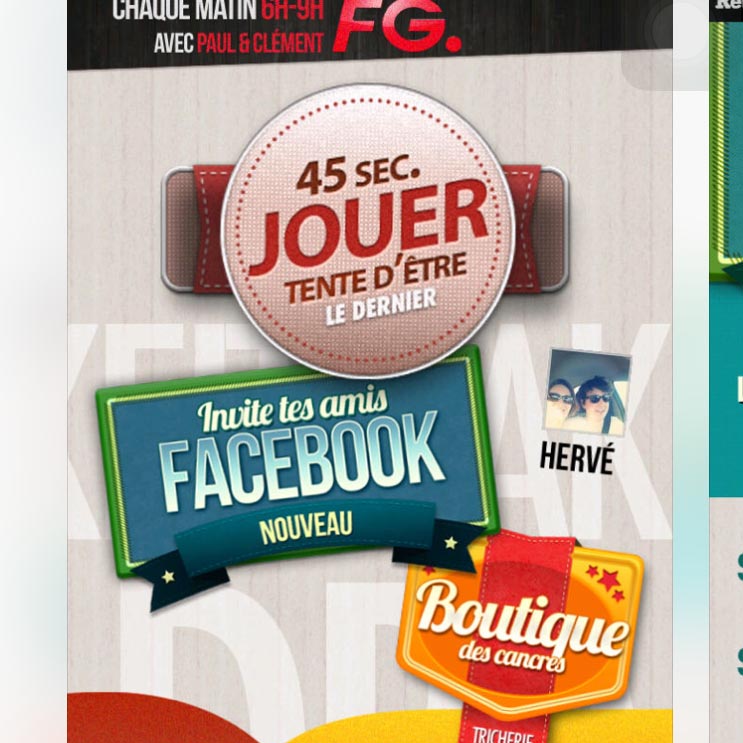 CHAQUE MATIN 6H-9H
AVEC PAUL & CLÉMENT
FG.
45 SEC.
JOUER
TENTE D'ÊTRE
LE DERNIER
Invite tes amis
FACEBOOK
NOUVEAU
HERVÉ
Boutique
des cancres
TRICHERIE